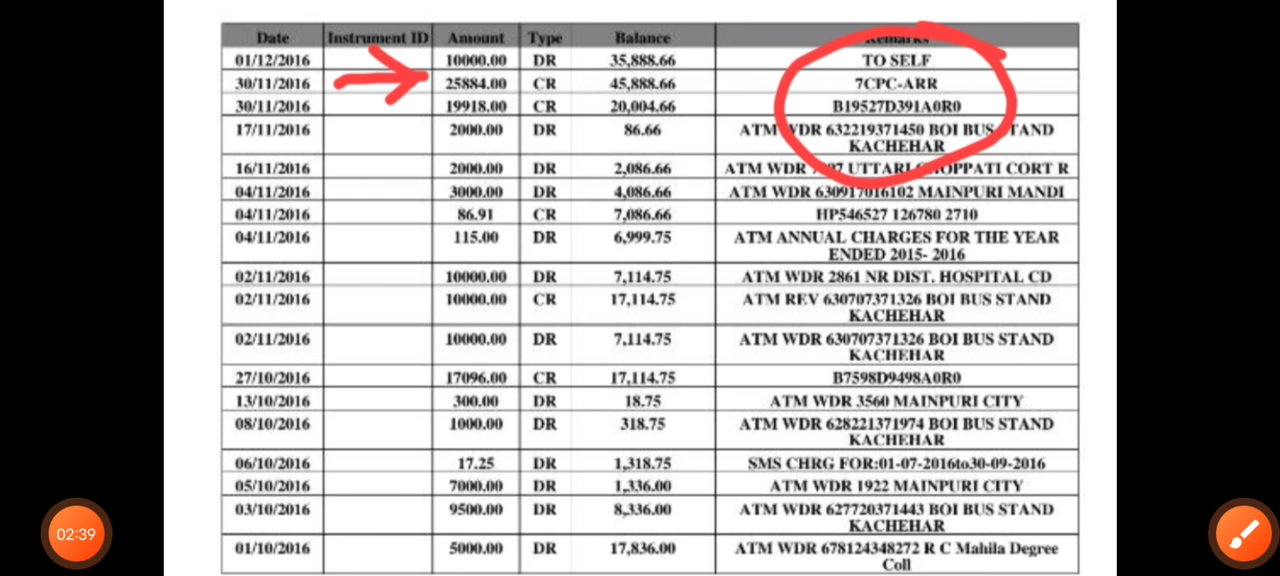 Date Instrument ID Amount Type Balance Remarks
01/12/2016 10000.00 DR 35,888.66 TO SELF
30/11/2016 25884.00 CR 45,888.66 7CPC-ARR
30/11/2016 19918.00 CR 20,004.66 B19527D391A0R0
17/11/2016 2000.00 DR 86.66 ATM WDR 632219371450 BOI BUS STAND
KACHEHAR
16/11/2016 2000.00 DR 2,086.66 ATM WDR UTTARI CORT R
04/11/2016 3000.00 DR 4,086.66 ATM WDR 630917016102 MAINPURI MANDI
04/11/2016 86.91 CR 7,086.66 HP546527 126780 2710
04/11/2016 115.00 DR 6,999.75 ATM ANNUAL CHARGES FOR THE YEAR
ENDED 2015- 2016
02/11/2016 10000.00 DR 7,114.75 ATM WDR 2861 NR DIST. HOSPITAL CD
02/11/2016 10000.00 CR 17,114.75 ATM REV 630707371326 BOI BUS STAND
KACHEHAR
02/11/2016 10000.00 DR 7,114.75 ATM WDR 630707371326 BOI BUS STAND
KACHEHAR
27/10/2016 17096.00 CR 17,114.75 B7598D9498A0R0
13/10/2016 300.00 DR 18.75 ATM WDR 3560 MAINPURI CITY
08/10/2016 1000.00 DR 318.75 ATM WDR 628221371974 BOI BUS STAND
KACHEHAR
06/10/2016 17.25 DR 1,318.75 SMS CHRG FOR:01-07-2016to30-09-2016
05/10/2016 7000.00 DR 1,336.00 ATM WDR 1922 MAINPURI CITY
03/10/2016 9500.00 DR 8,336.00 ATM WDR 627720371443 BOI BUS STAND
KACHEHAR
01/10/2016 5000.00 DR 17,836.00 ATM WDR 678124348272 R C Mahila Degree
Coll
02:39